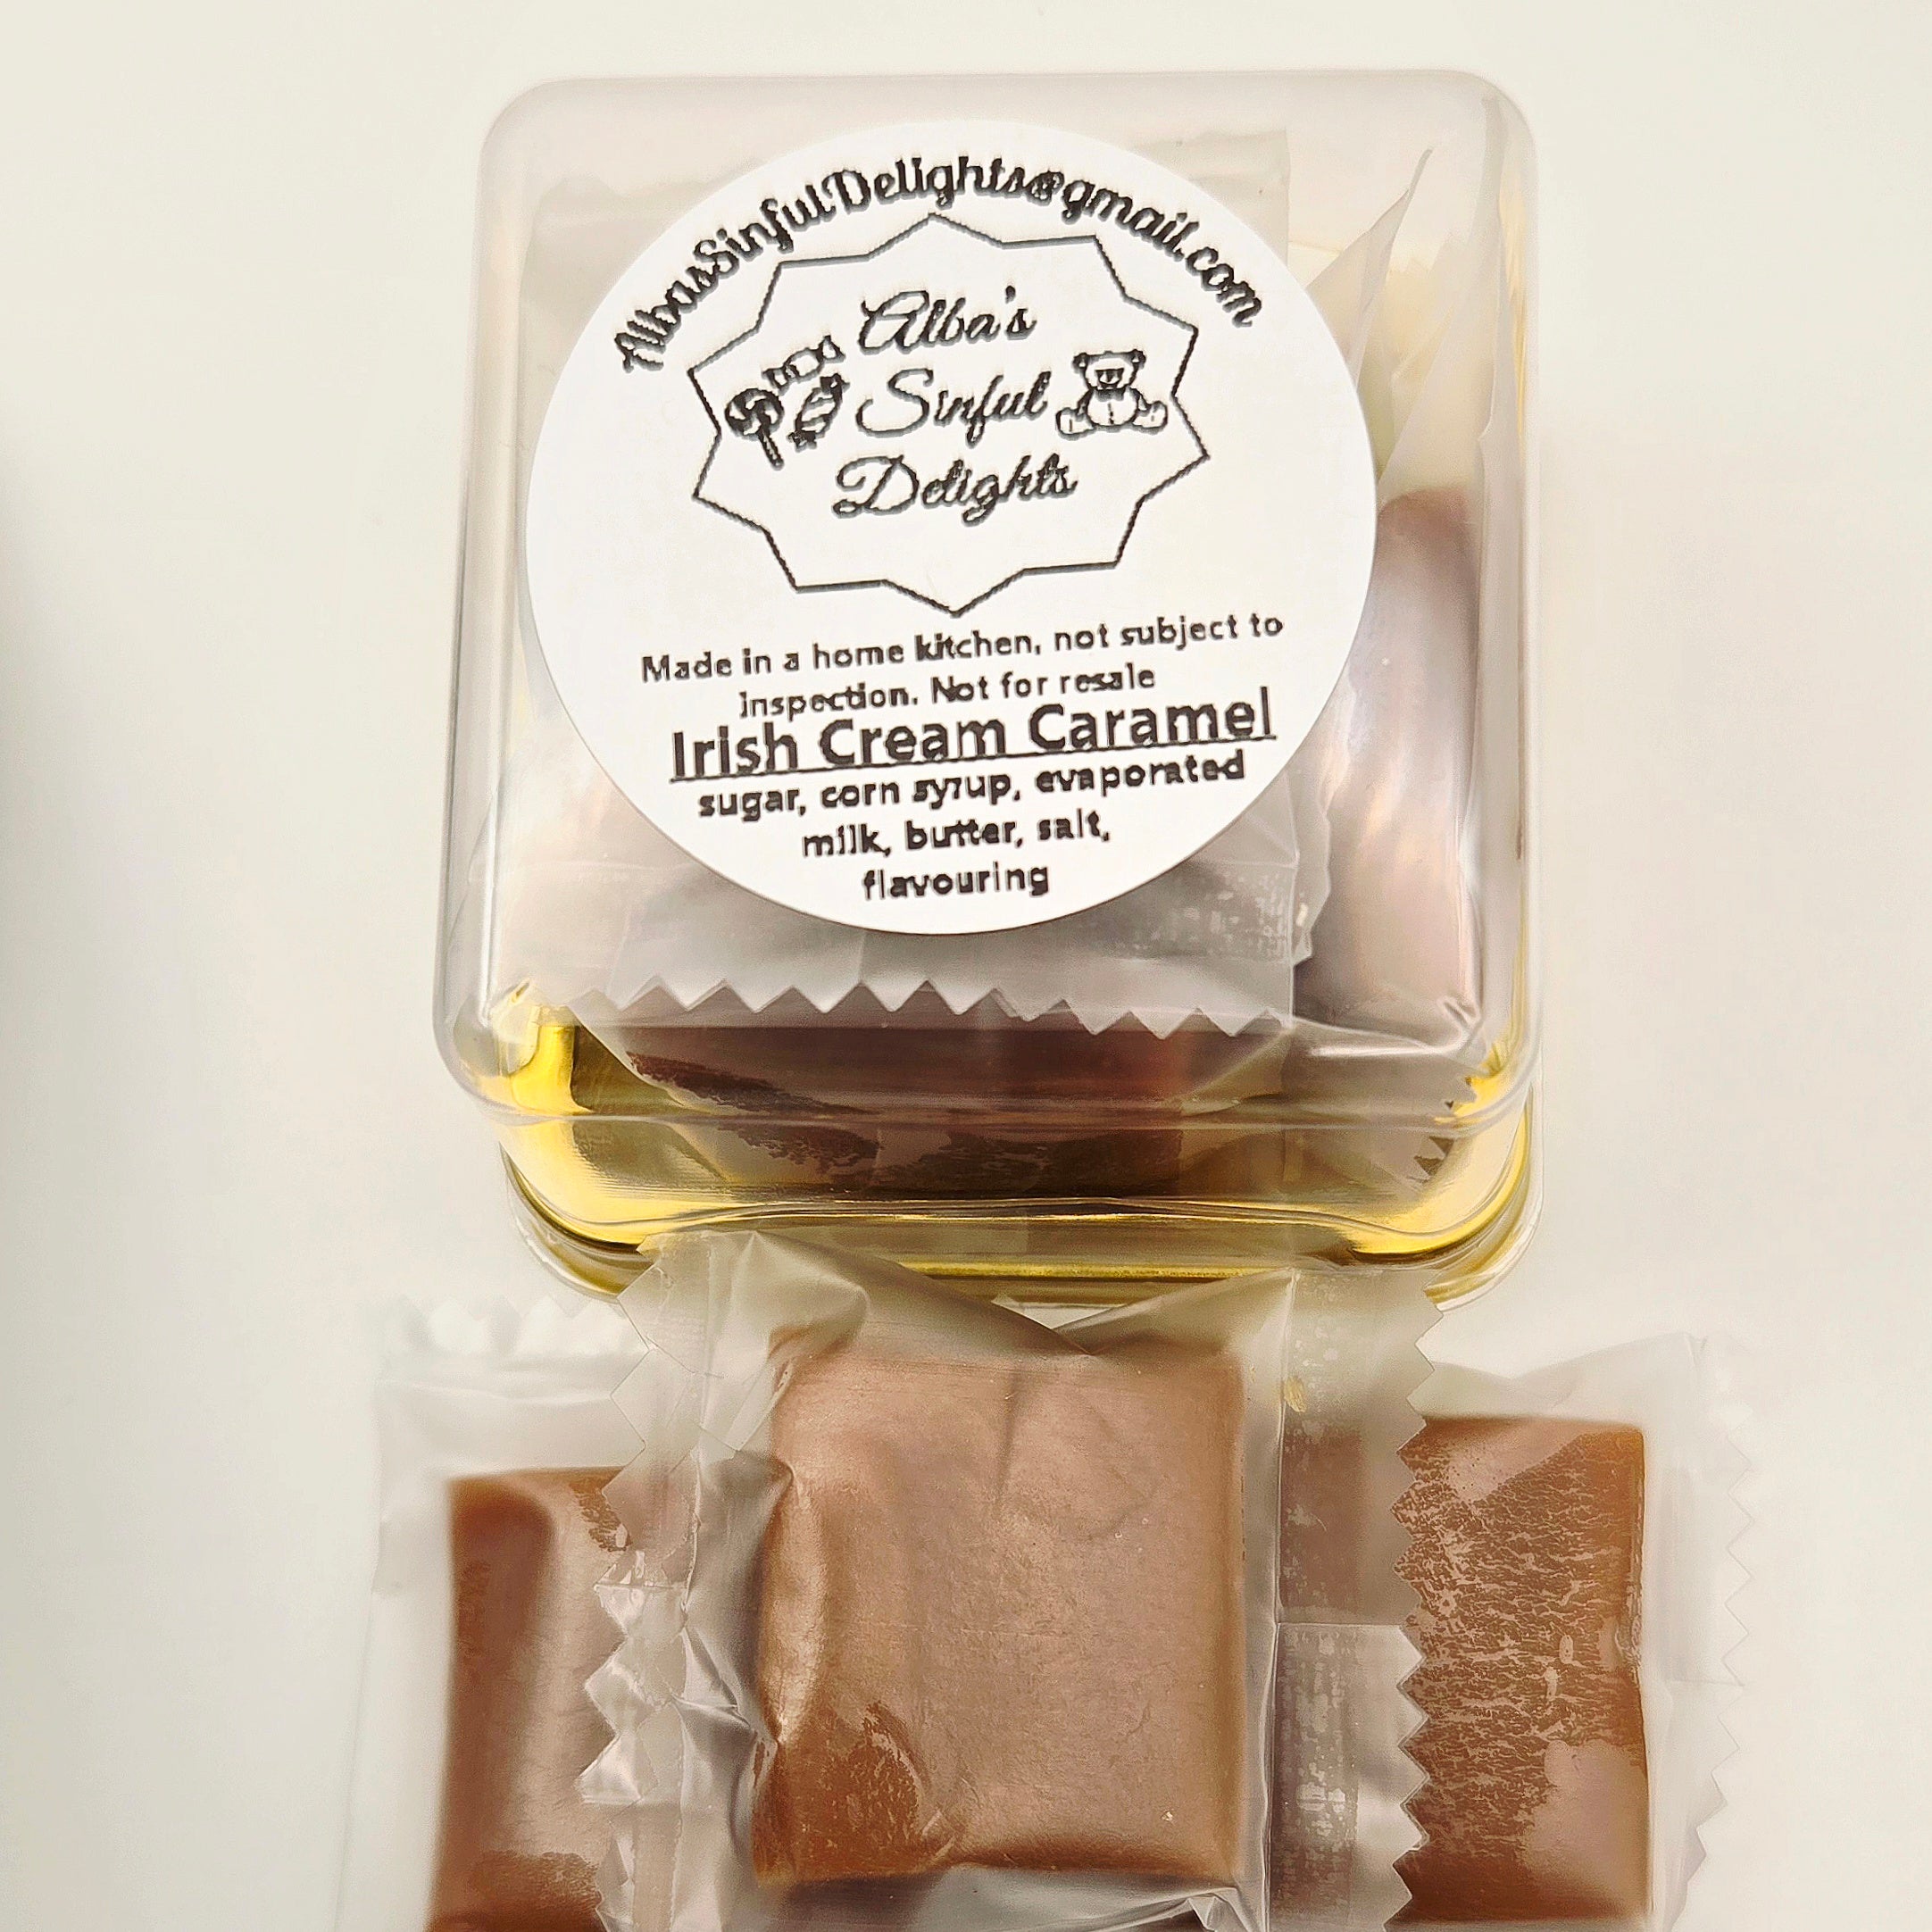 AlbasSinfulDelights@gmail.com
Alba's
Sinful
Delights
Made in a home kitchen, not subject to
Inspection. Not for resale
Irish Cream Caramel
sugar, corn syrup, evaporated
milk, butter, salt,
flavouring